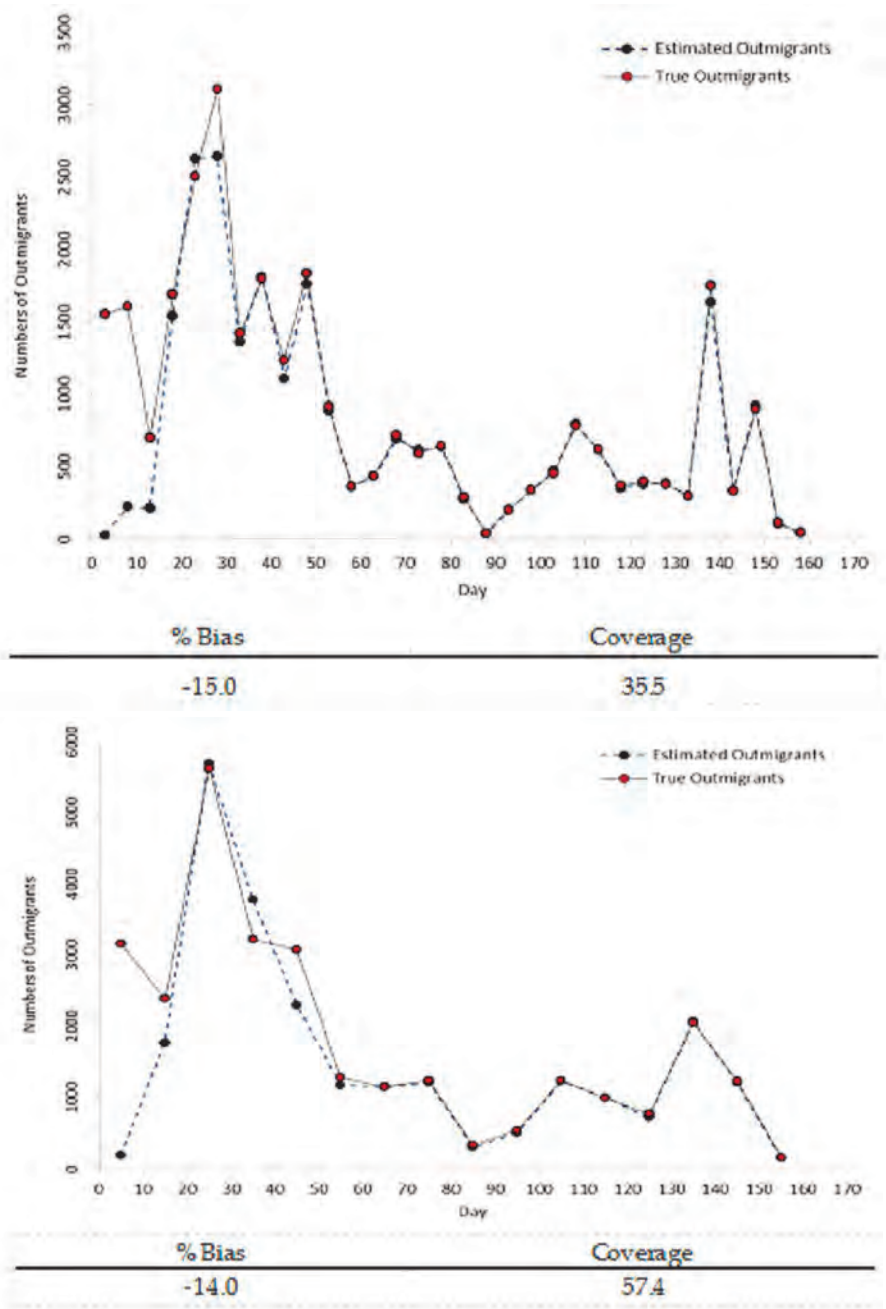 3500
3000
2500
2000
1500
1000
500
0
Numbers of Outmigrants
Estimated Outmigrants
True Outmigrants
0 10 20 30 40 50 60 70 80 90 100 110 120 130 140 150 160 170
Day
% Bias Coverage
-15.0 35.5
6000
5000
4000
3000
1000
1000
0
Numbers of Outmigrants
Estimated Outmigrants
True Outmigrants
0 10 20 30 40 50 60 70 80 90 100 110 120 130 140 150 160 170
Day
% Bias Coverage
-14.0 57.4